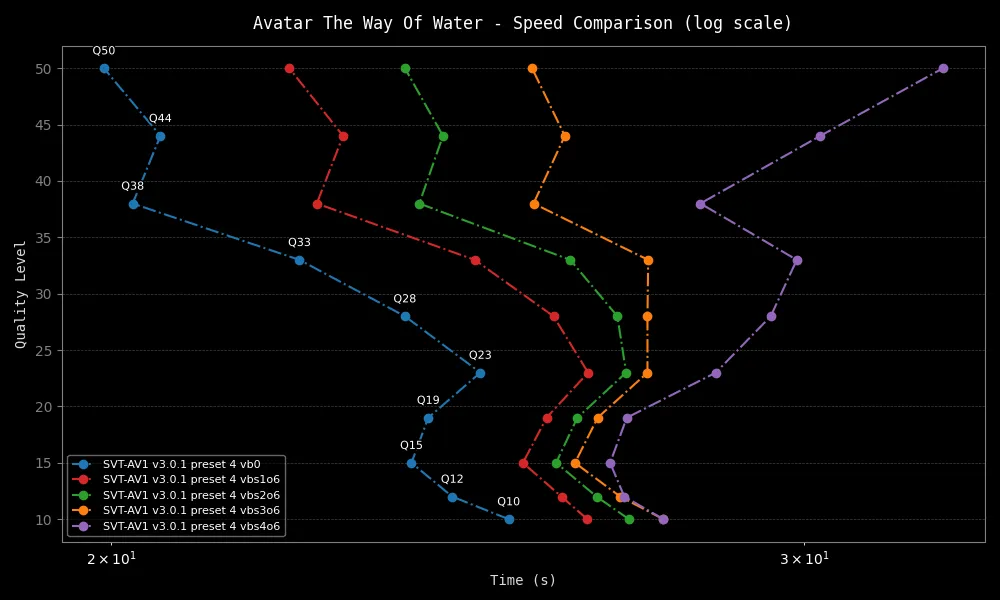 Avatar The Way Of Water - Speed Comparison (log scale)
Q50
50
45
Q44
40
Q38
35
Q33
30
Q28
25
Q23
20
Q19
15
Q15
Q12
10
Q10
Quality Level
SVT-AV1 v3.0.1 preset 4 vb0
SVT-AV1 v3.0.1 preset 4 vbs1o6
SVT-AV1 v3.0.1 preset 4 vbs2o6
SVT-AV1 v3.0.1 preset 4 vbs3o6
SVT-AV1 v3.0.1 preset 4 vbs4o6
2 × 10¹
3 × 10¹
Time (s)